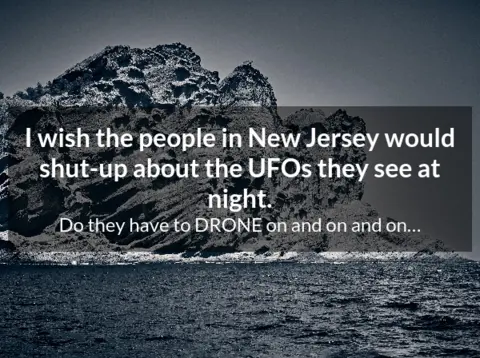 I wish the people in New Jersey would
shut-up about the UFOs they see at
night.
Do they have to DRONE on and on and on...